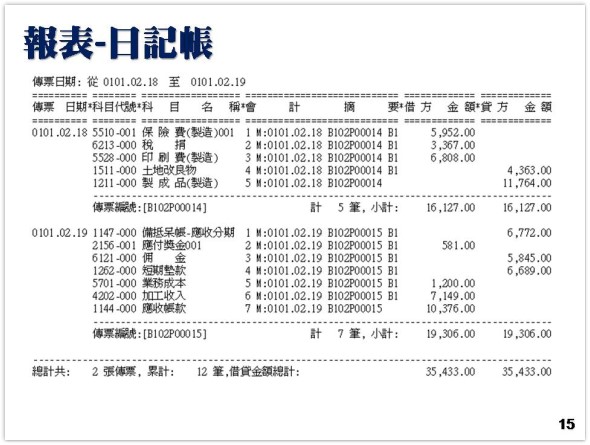 報表-日記帳
傳票日期: 從 0101.02.18 至 0101.02.19
========== ======== ============== ============================ ============ ============
傳票 日期*科目代號*科 目 名 稱*會 計 摘 要*借 方 金 額*貸 方 金 額
========== ======== ============== ============================ ============ ============
0101.02.18 5510-001 保 險 費(製造)001 1 M:0101.02.18 B102P00014 B1 5,952.00
6213-000 稅 捐 2 M:0101.02.18 B102P00014 B1 3,367.00
5528-000 印 刷 費(製造) 3 M:0101.02.18 B102P00014 B1 6,808.00
1511-000 土地改良物 4 M:0101.02.18 B102P00014 B1 4,363.00
1211-000 製 成 品(製造) 5 M:0101.02.18 B102P00014 11,764.00
傳票編號:[B102P00014] 計 5 筆, 小計: 16,127.00 16,127.00
0101.02.19 1147-000 備抵呆帳-應收分期 1 M:0101.02.19 B102P00015 B1 6,772.00
2156-001 應付獎金001 2 M:0101.02.19 B102P00015 B1 581.00
6121-000 佣 金 3 M:0101.02.19 B102P00015 B1 5,845.00
1262-000 短期墊款 4 M:0101.02.19 B102P00015 B1 6,689.00
5701-000 業務成本 5 M:0101.02.19 B102P00015 B1 1,200.00
4202-000 加工收入 6 M:0101.02.19 B102P00015 B1 7,149.00
1144-000 應收帳款 7 M:0101.02.19 B102P00015 10,376.00
傳票編號:[B102P00015] 計 7 筆, 小計: 19,306.00 19,306.00
總計共: 2 張傳票, 累計: 12 筆,借貸金額總計: 35,433.00 35,433.00
15